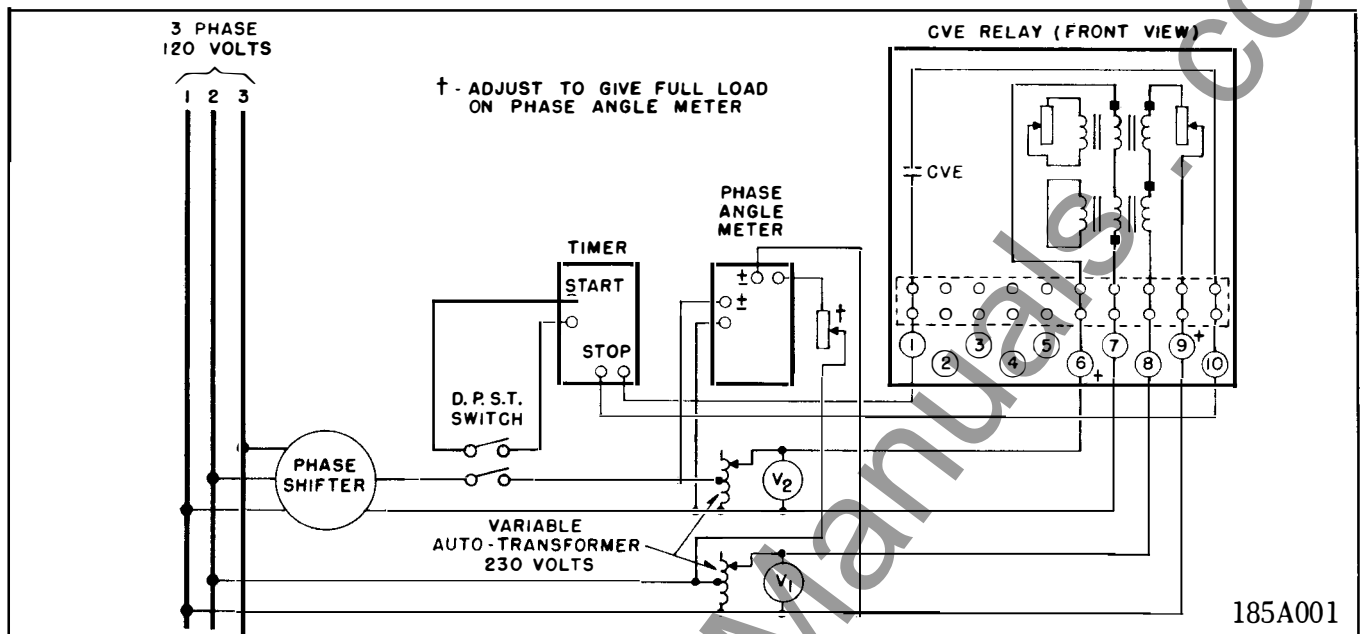 3 PHASE
120 VOLTS
1 2 3
† - ADJUST TO GIVE FULL LOAD
ON PHASE ANGLE METER
CVE RELAY (FRONT VIEW)
CVE
PHASE
ANGLE
METER
±
±
†
TIMER
START
STOP
D. P. S. T.
SWITCH
PHASE
SHIFTER
VARIABLE
AUTO-TRANSFORMER
230 VOLTS
V2
V1
1 2 3 4 5 6 + 7 8 9 + 10
185A001
Manuals .co